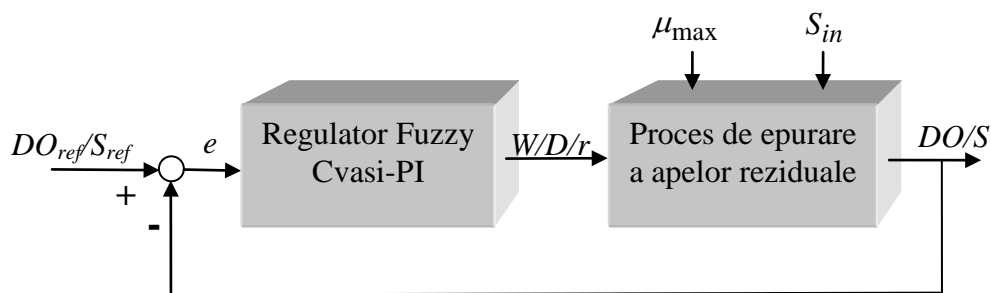 μmax
Sin
DOref/Sref
e
Regulator Fuzzy
Cvasi-PI
W/D/r
Proces de epurare
a apelor reziduale
DO/S
+
-